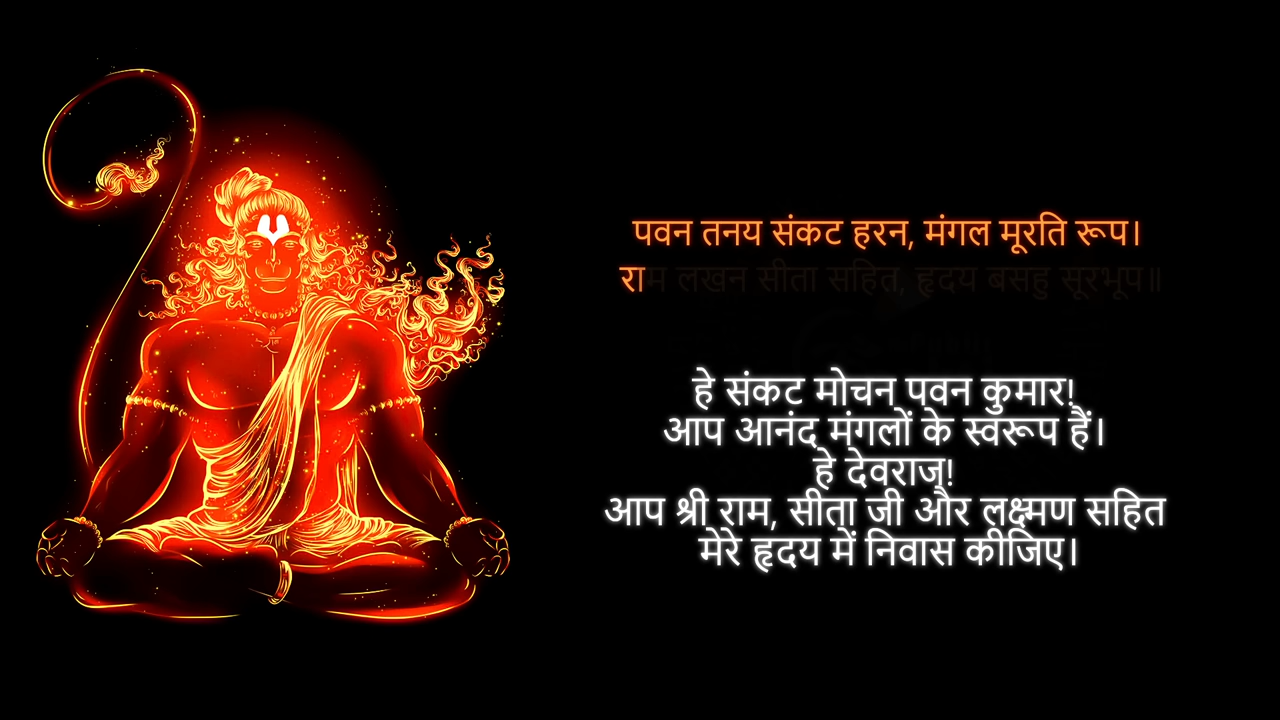 पवन तनय संकट हरन, मंगल मूरति रूप।
राम लखन सीता सहित, हृदय बसहु सूरभूप॥
हे संकट मोचन पवन कुमार!
आप आनंद मंगलों के स्वरूप हैं।
हे देवराज!
आप श्री राम, सीता जी और लक्ष्मण सहित
मेरे हृदय में निवास कीजिए।